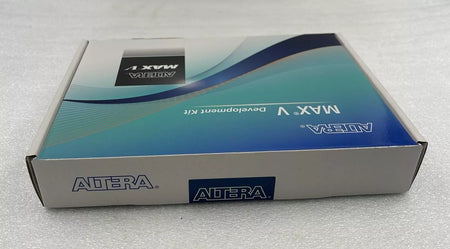 ALTERA
MAX V
MAX® V
Development Kit
ALTERA®
ALTERA®
ALTERA®